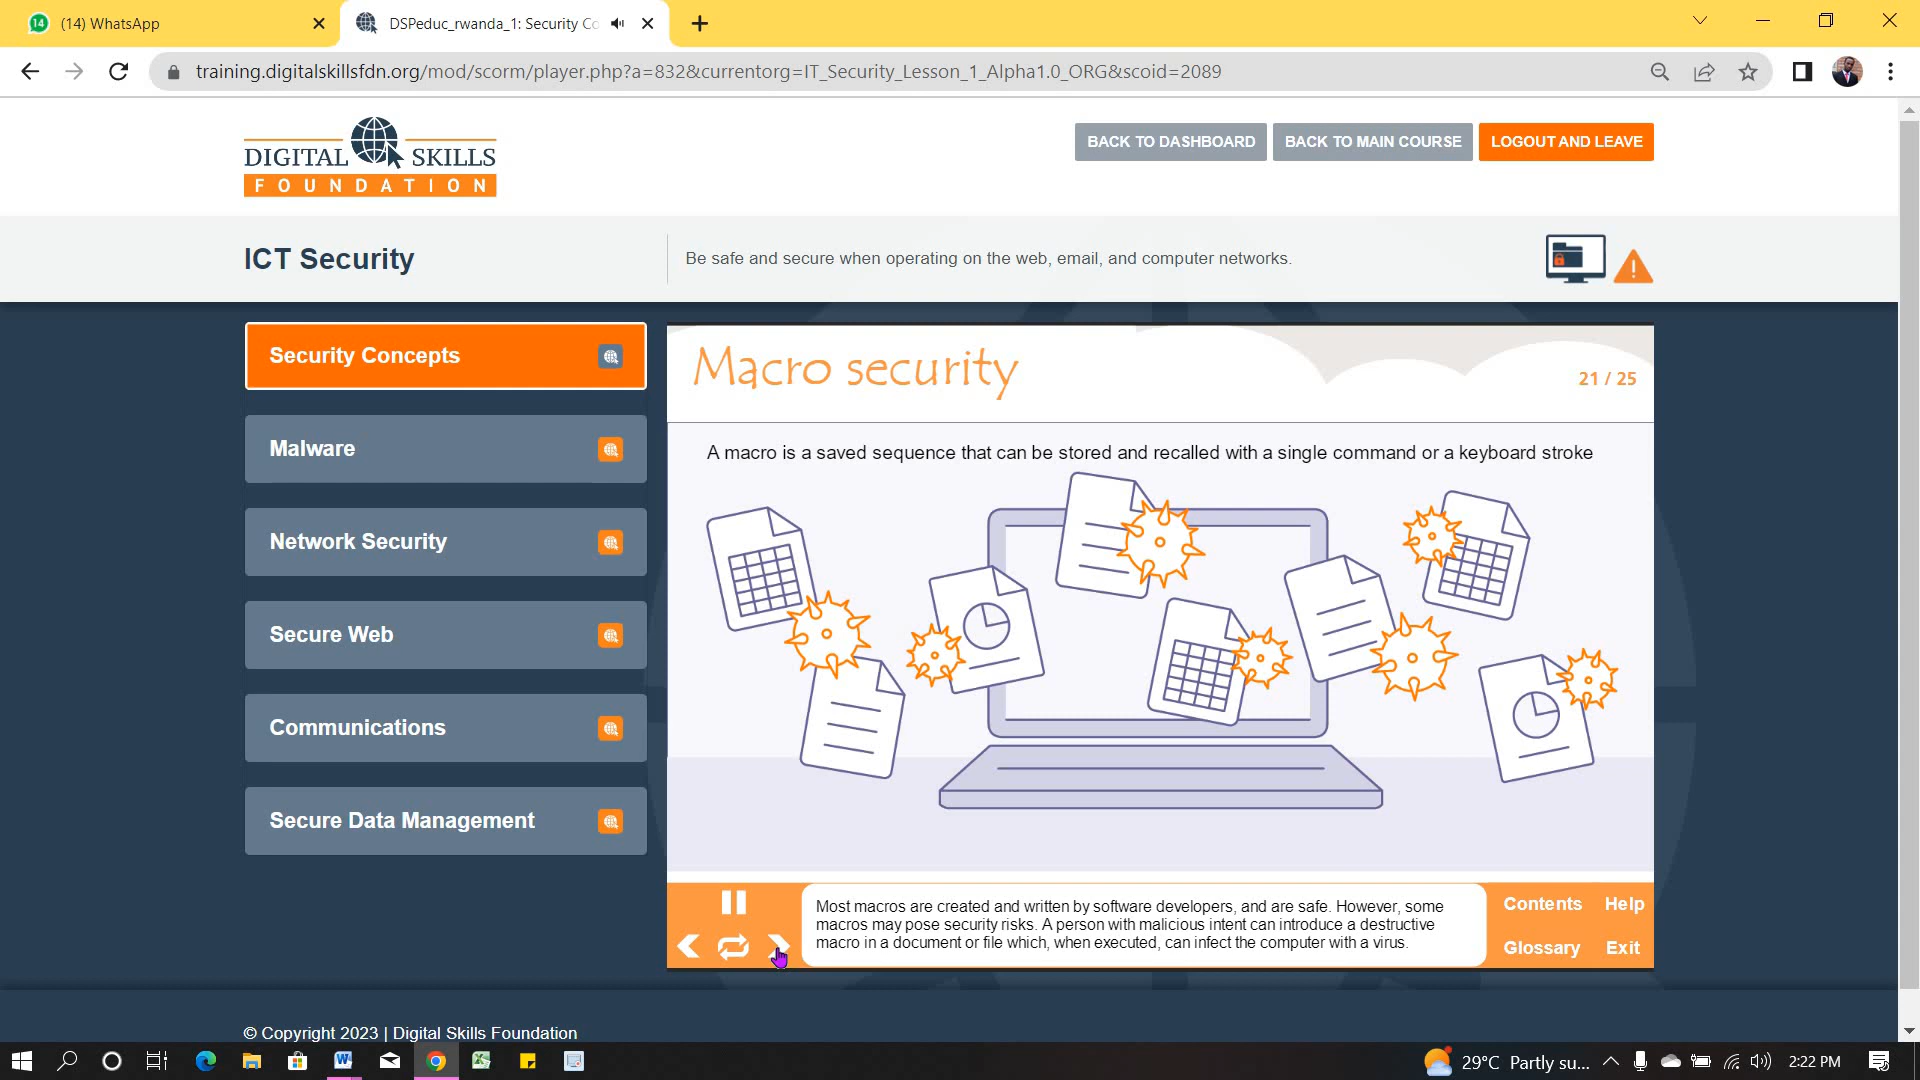 14
(14) WhatsApp
DSPeduc_rwanda_1: Security Co
training.digitalskillsfdn.org/mod/scorm/player.php?a=832&currentorg=IT_Security_Lesson_1_Alpha1.0_ORG&scoid=2089
DIGITAL SKILLS
FOUNDATION
BACK TO DASHBOARD
BACK TO MAIN COURSE
LOGOUT AND LEAVE
ICT Security
Be safe and secure when operating on the web, email, and computer networks.
Security Concepts
Malware
Network Security
Secure Web
Communications
Secure Data Management
Macro security
21 / 25
A macro is a saved sequence that can be stored and recalled with a single command or a keyboard stroke
Most macros are created and written by software developers, and are safe. However, some
macros may pose security risks. A person with malicious intent can introduce a destructive
macro in a document or file which, when executed, can infect the computer with a virus.
Contents
Help
Glossary
Exit
© Copyright 2023 | Digital Skills Foundation
29°C Partly su...
2:22 PM